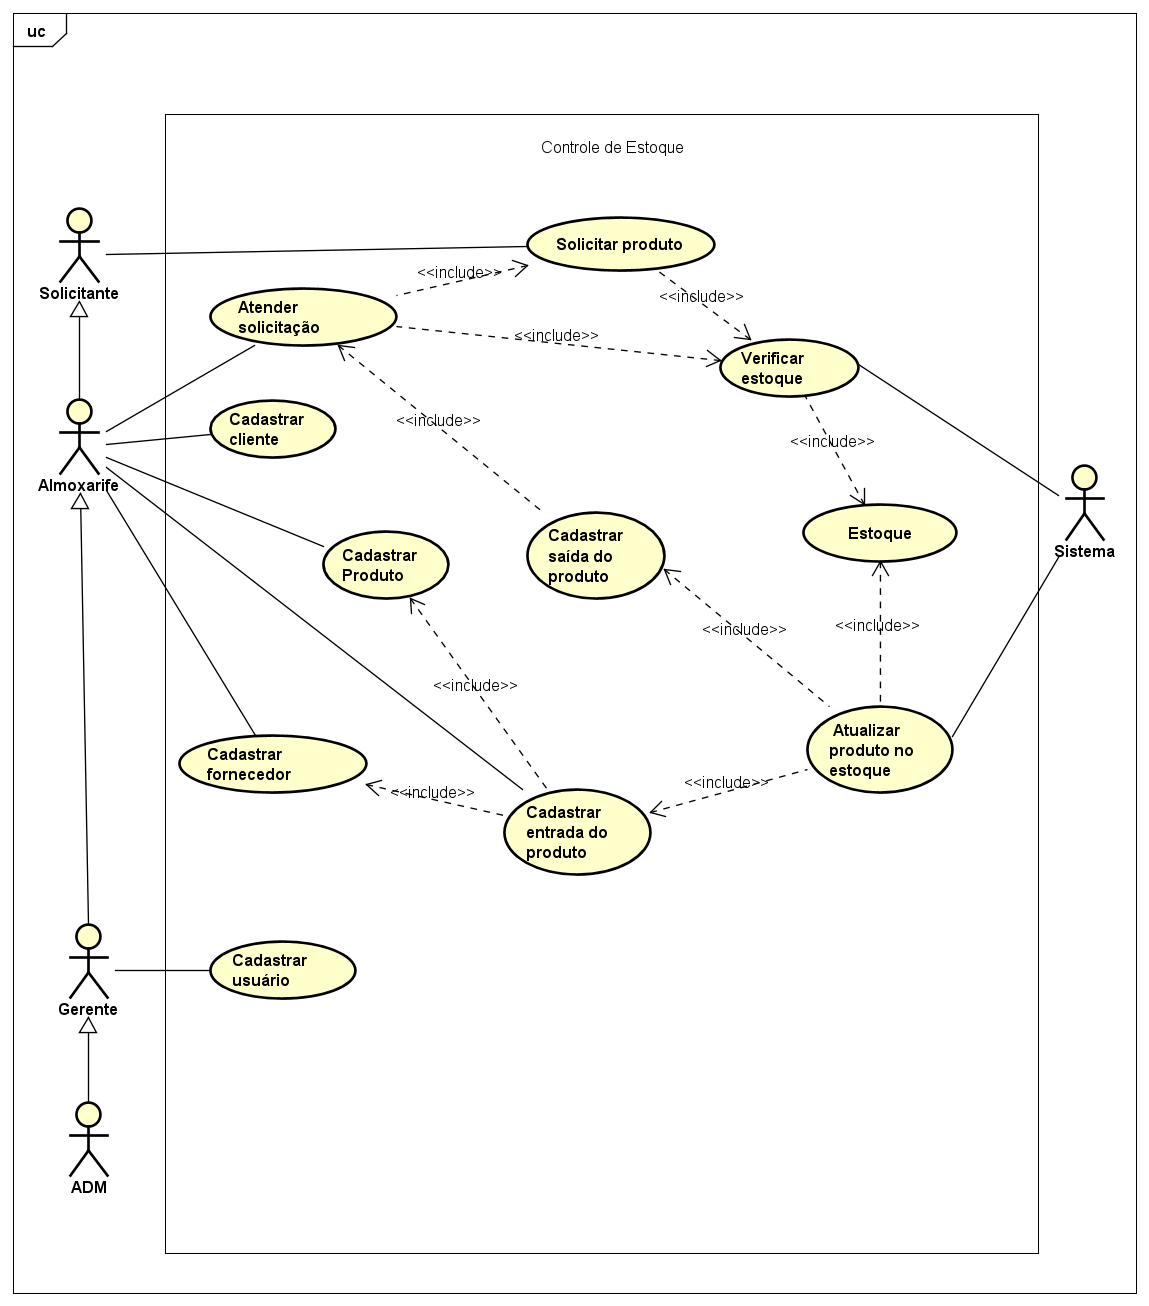 uc
Controle de Estoque
Solicitante
Solicitar produto
<<include>>
<<include>>
Atender
solicitação
<<include>>
Verificar
estoque
Almoxarife
Cadastrar
cliente
<<include>>
<<include>>
Sistema
Cadastrar
Produto
Cadastrar
saída do
produto
Estoque
<<include>>
<<include>>
<<include>>
Cadastrar
fornecedor
<<include>>
<<include>>
Atualizar
produto no
estoque
Cadastrar
entrada do
produto
Gerente
Cadastrar
usuário
ADM